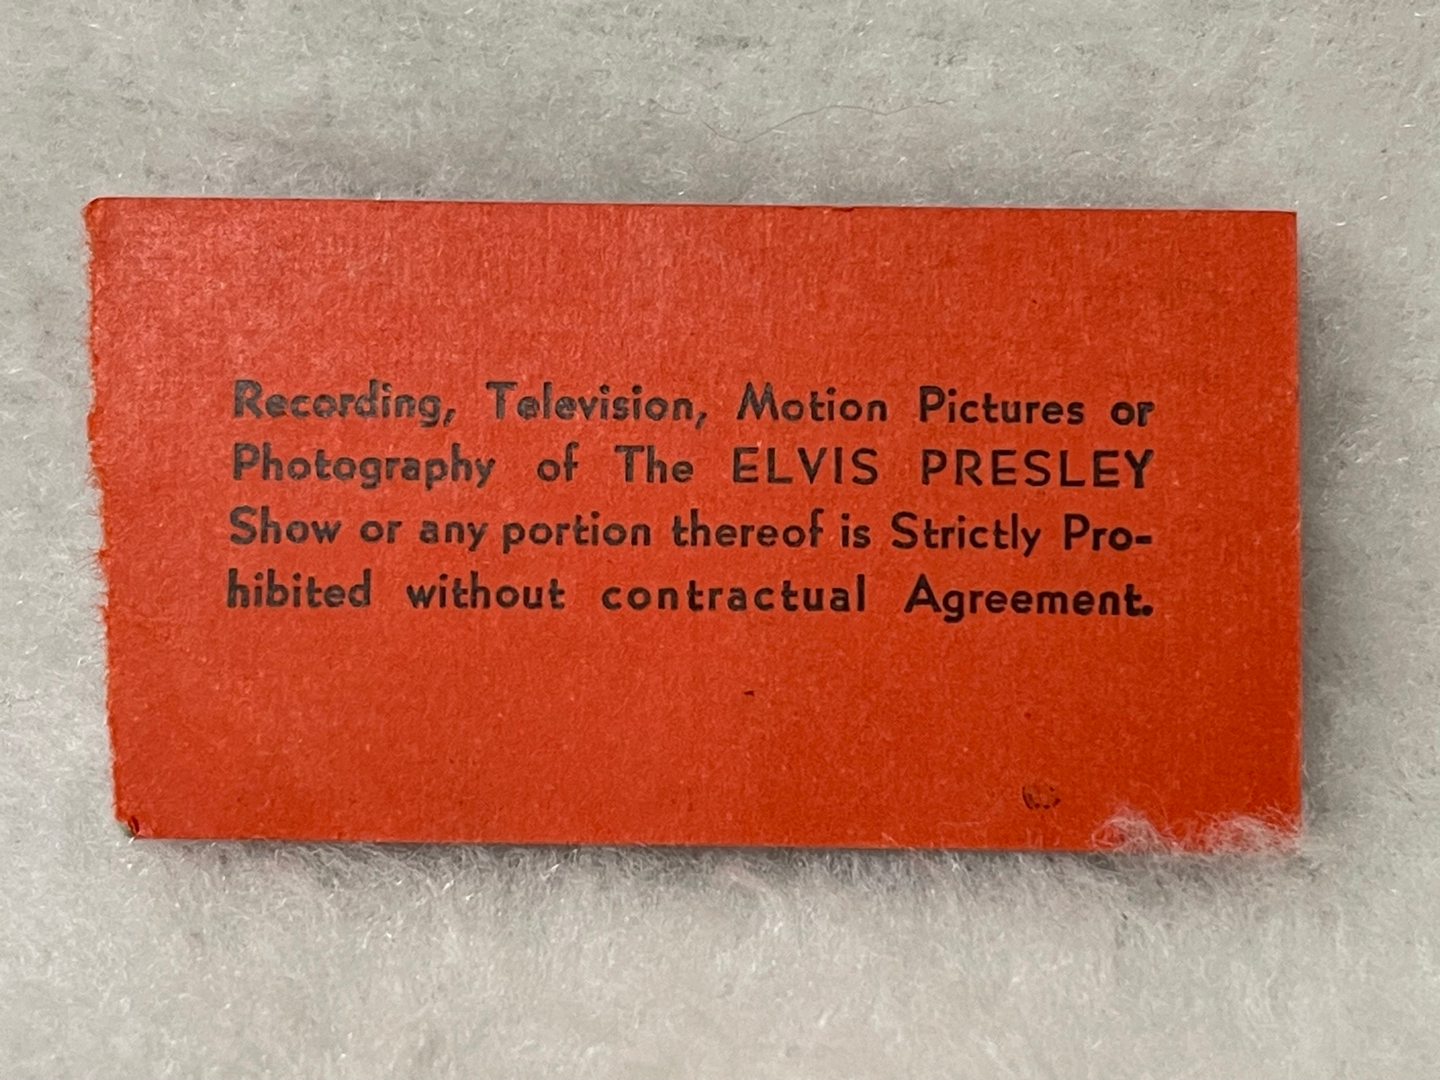 Recording, Television, Motion Pictures or
Photography of The ELVIS PRESLEY
Show or any portion thereof is Strictly Pro-
hibited without contractual Agreement.